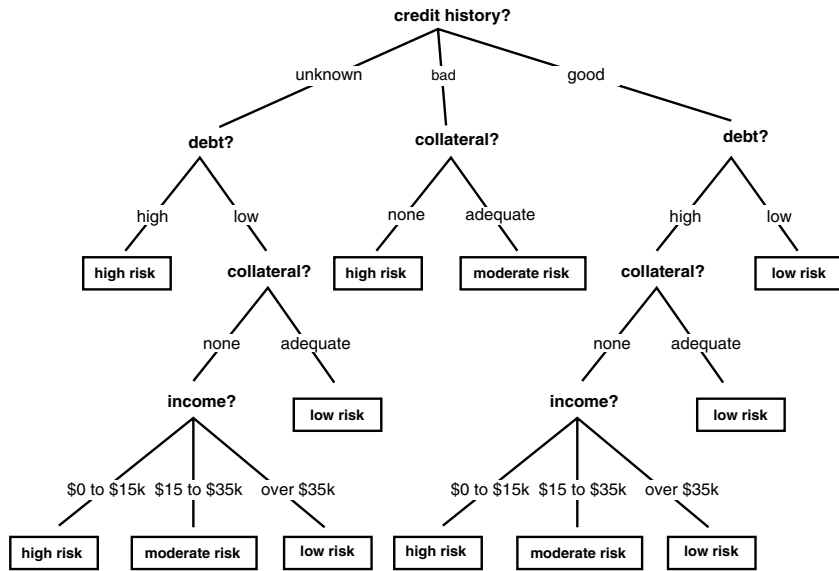 credit history?
unknown
bad
good
debt?
collateral?
debt?
high
low
none
adequate
high
low
high risk
collateral?
high risk
moderate risk
collateral?
low risk
none
adequate
none
adequate
income?
low risk
income?
low risk
$0 to $15k
$15 to $35k
over $35k
$0 to $15k
$15 to $35k
over $35k
high risk
moderate risk
low risk
high risk
moderate risk
low risk